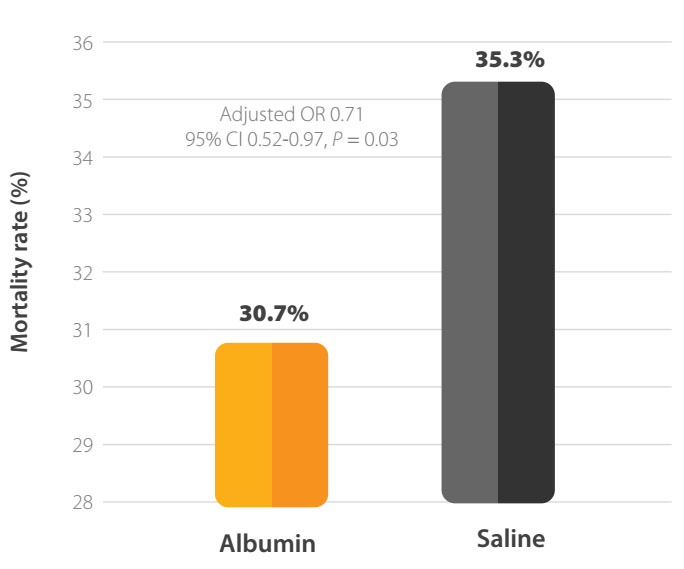 36
35.3%
35
Adjusted OR 0.71
95% CI 0.52-0.97, P = 0.03
34
33
Mortality rate (%)
32
30.7%
31
30
29
28
Albumin
Saline